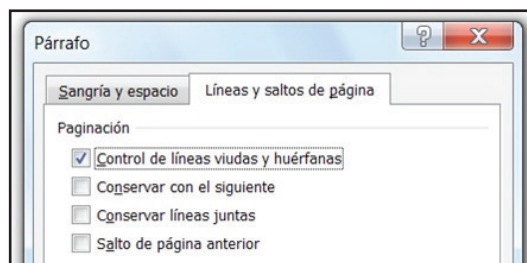 Párrafo
Sangría y espacio Líneas y saltos de página
Paginación
Control de líneas viudas y huérfanas
Conservar con el siguiente
Conservar líneas juntas
Salto de página anterior